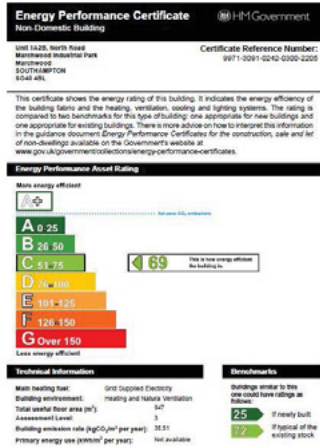 Energy Performance Certificate
HM Government
Non-Domestic Building
Unit 1A2B, North Road
Marchwood Industrial Park
Marchwood
SOUTHAMPTON
SO40 4BL
Certificate Reference Number:
9971-3091-0242-0300-2205
This certificate shows the energy rating of this building. It indicates the energy efficiency of
the building fabric and the heating, ventilation, cooling and lighting systems. The rating is
compared to two benchmarks for this type of building: one appropriate for new buildings and
one appropriate for existing buildings. There is more advice on how to interpret this information
in the guidance document Energy Performance Certificates for the construction, sale and let
of non-dwellings available on the Government's website at
www.gov.uk/government/collections/energy-performance-certificates.
Energy Performance Asset Rating
More energy efficient
A+
Net zero CO₂ emissions
A 0-25
B 26-50
C 51-75
69
This is how energy efficient
the building is.
D 76-100
E 101-125
F 126-150
G Over 150
Less energy efficient
Technical Information
Main heating fuel: Grid Supplied Electricity
Building environment: Heating and Natural Ventilation
Total useful floor area (m²): 947
Assessment Level: 3
Building emission rate (kgCO₂/m² per year): 35.51
Primary energy use (kWh/m² per year): Not available
Benchmarks
Buildings similar to this
one could have ratings as
follows:
25 If newly built
72 If typical of the
existing stock